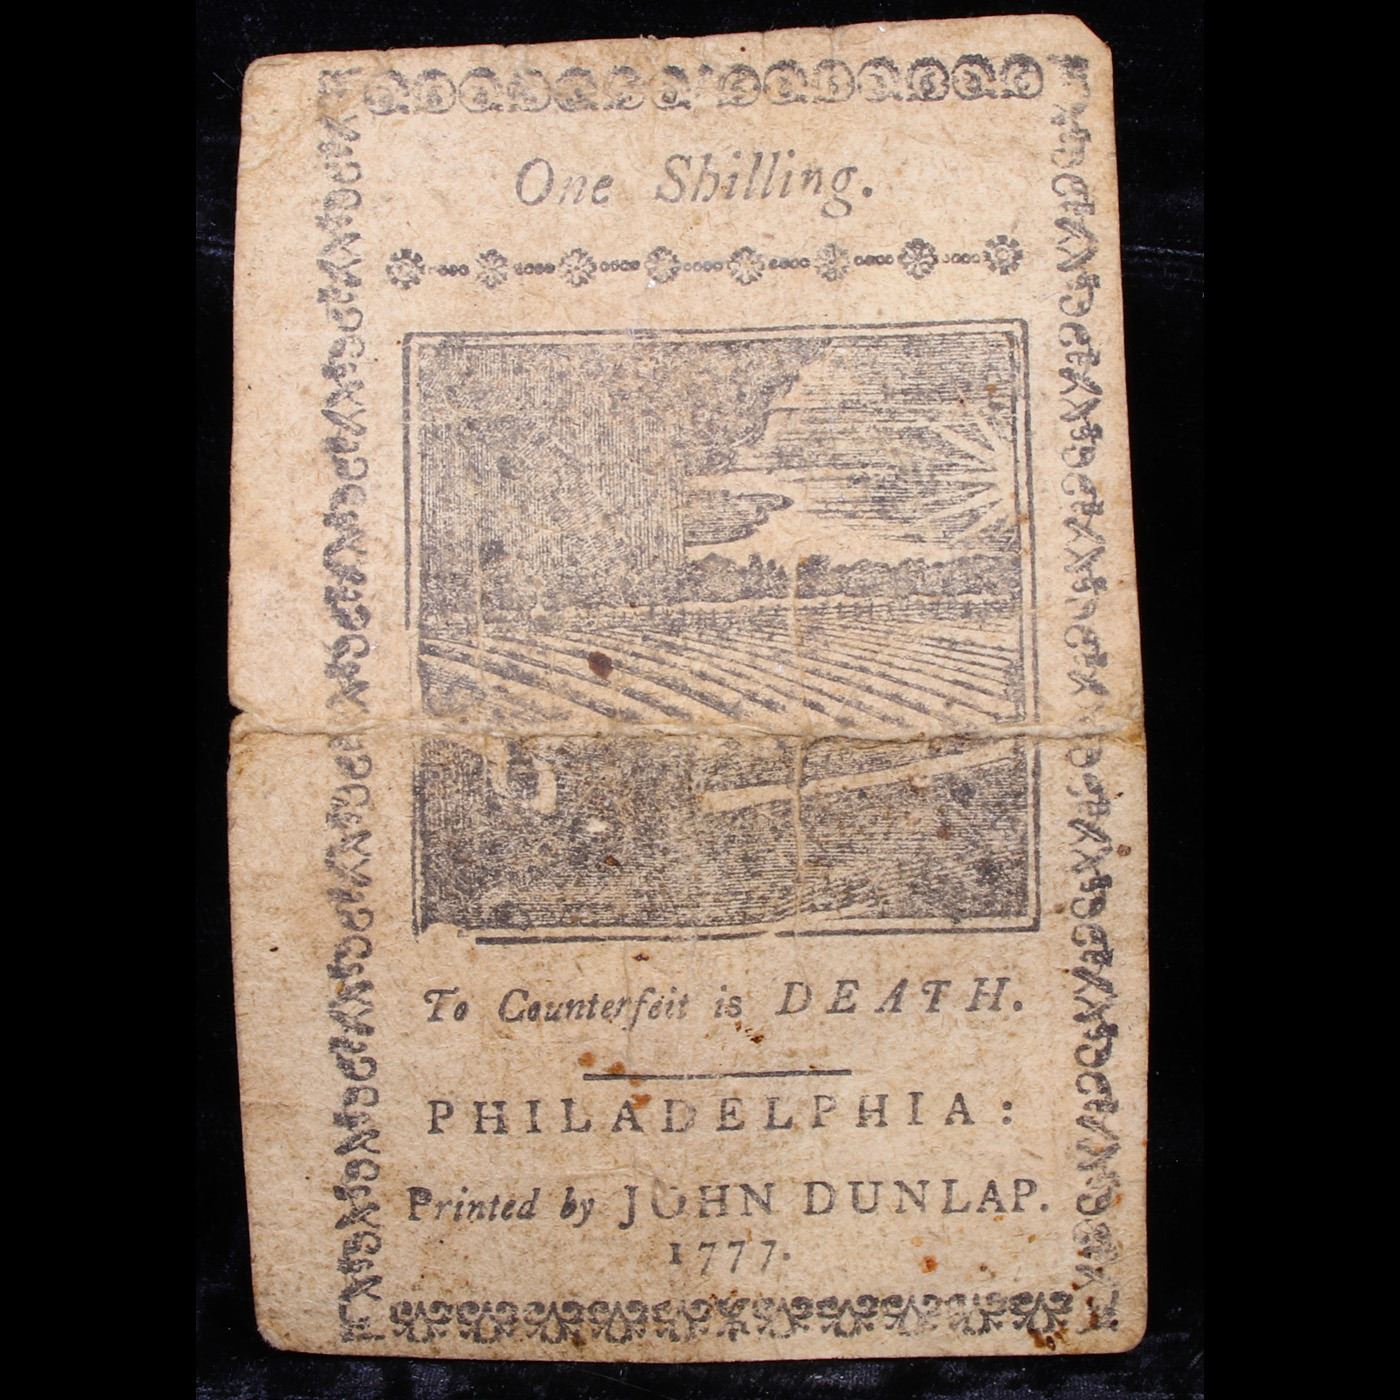 One Shilling.
To Counterfeit is DEATH.
PHILADELPHIA:
Printed by JOHN DUNLAP.
1777.